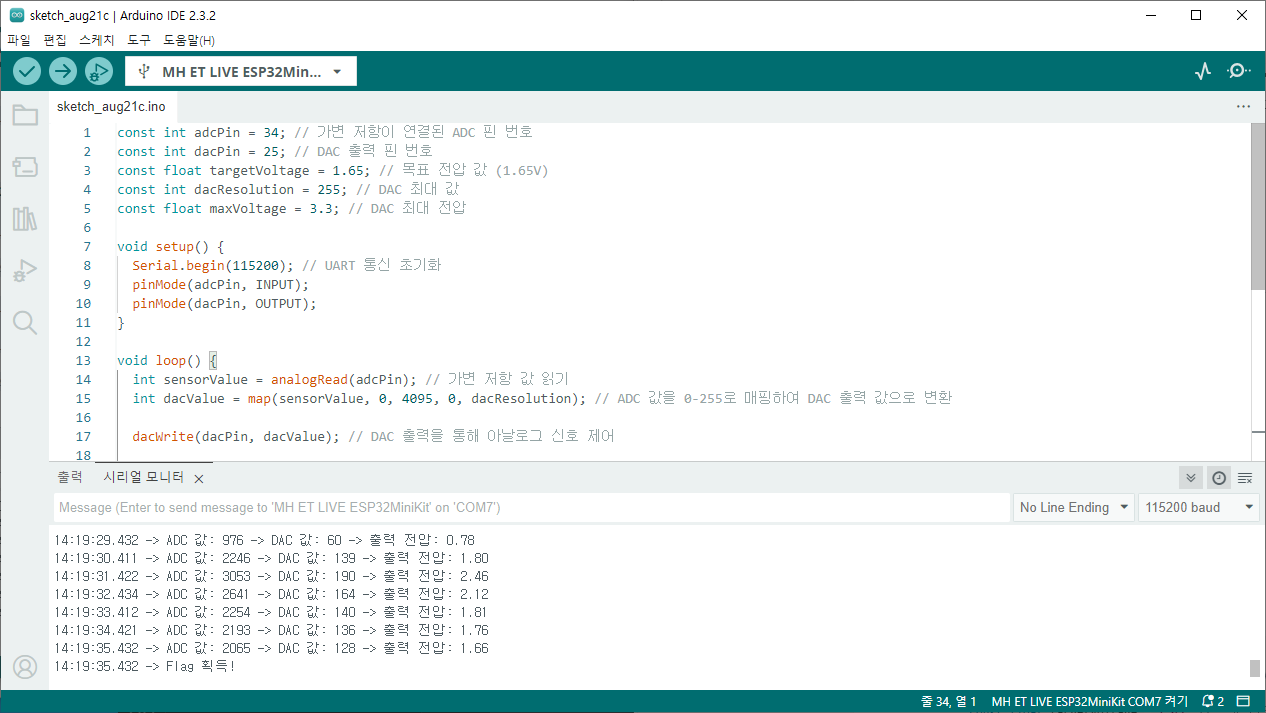 sketch_aug21c | Arduino IDE 2.3.2
파일 편집 스케치 도구 도움말(H)
MH ET LIVE ESP32Min...
sketch_aug21c.ino
1 const int adcPin = 34; // 가변 저항이 연결된 ADC 핀 번호
2 const int dacPin = 25; // DAC 출력 핀 번호
3 const float targetVoltage = 1.65; // 목표 전압 값 (1.65V)
4 const int dacResolution = 255; // DAC 최대 값
5 const float maxVoltage = 3.3; // DAC 최대 전압
6
7 void setup() {
8 Serial.begin(115200); // UART 통신 초기화
9 pinMode(adcPin, INPUT);
10 pinMode(dacPin, OUTPUT);
11 }
12
13 void loop() {
14 int sensorValue = analogRead(adcPin); // 가변 저항 값 읽기
15 int dacValue = map(sensorValue, 0, 4095, 0, dacResolution); // ADC 값을 0-255로 매핑하여 DAC 출력 값으로 변환
16
17 dacWrite(dacPin, dacValue); // DAC 출력을 통해 아날로그 신호 제어
18
출력 시리얼 모니터
Message (Enter to send message to 'MH ET LIVE ESP32MiniKit' on 'COM7') No Line Ending 115200 baud
14:19:29.432 -> ADC 값: 976 -> DAC 값: 60 -> 출력 전압: 0.78
14:19:30.411 -> ADC 값: 2246 -> DAC 값: 139 -> 출력 전압: 1.80
14:19:31.422 -> ADC 값: 3053 -> DAC 값: 190 -> 출력 전압: 2.46
14:19:32.434 -> ADC 값: 2641 -> DAC 값: 164 -> 출력 전압: 2.12
14:19:33.412 -> ADC 값: 2254 -> DAC 값: 140 -> 출력 전압: 1.81
14:19:34.421 -> ADC 값: 2193 -> DAC 값: 136 -> 출력 전압: 1.76
14:19:35.432 -> ADC 값: 2065 -> DAC 값: 128 -> 출력 전압: 1.66
14:19:35.432 -> Flag 획득!
줄 34, 열 1 MH ET LIVE ESP32MiniKit COM7 켜기 2